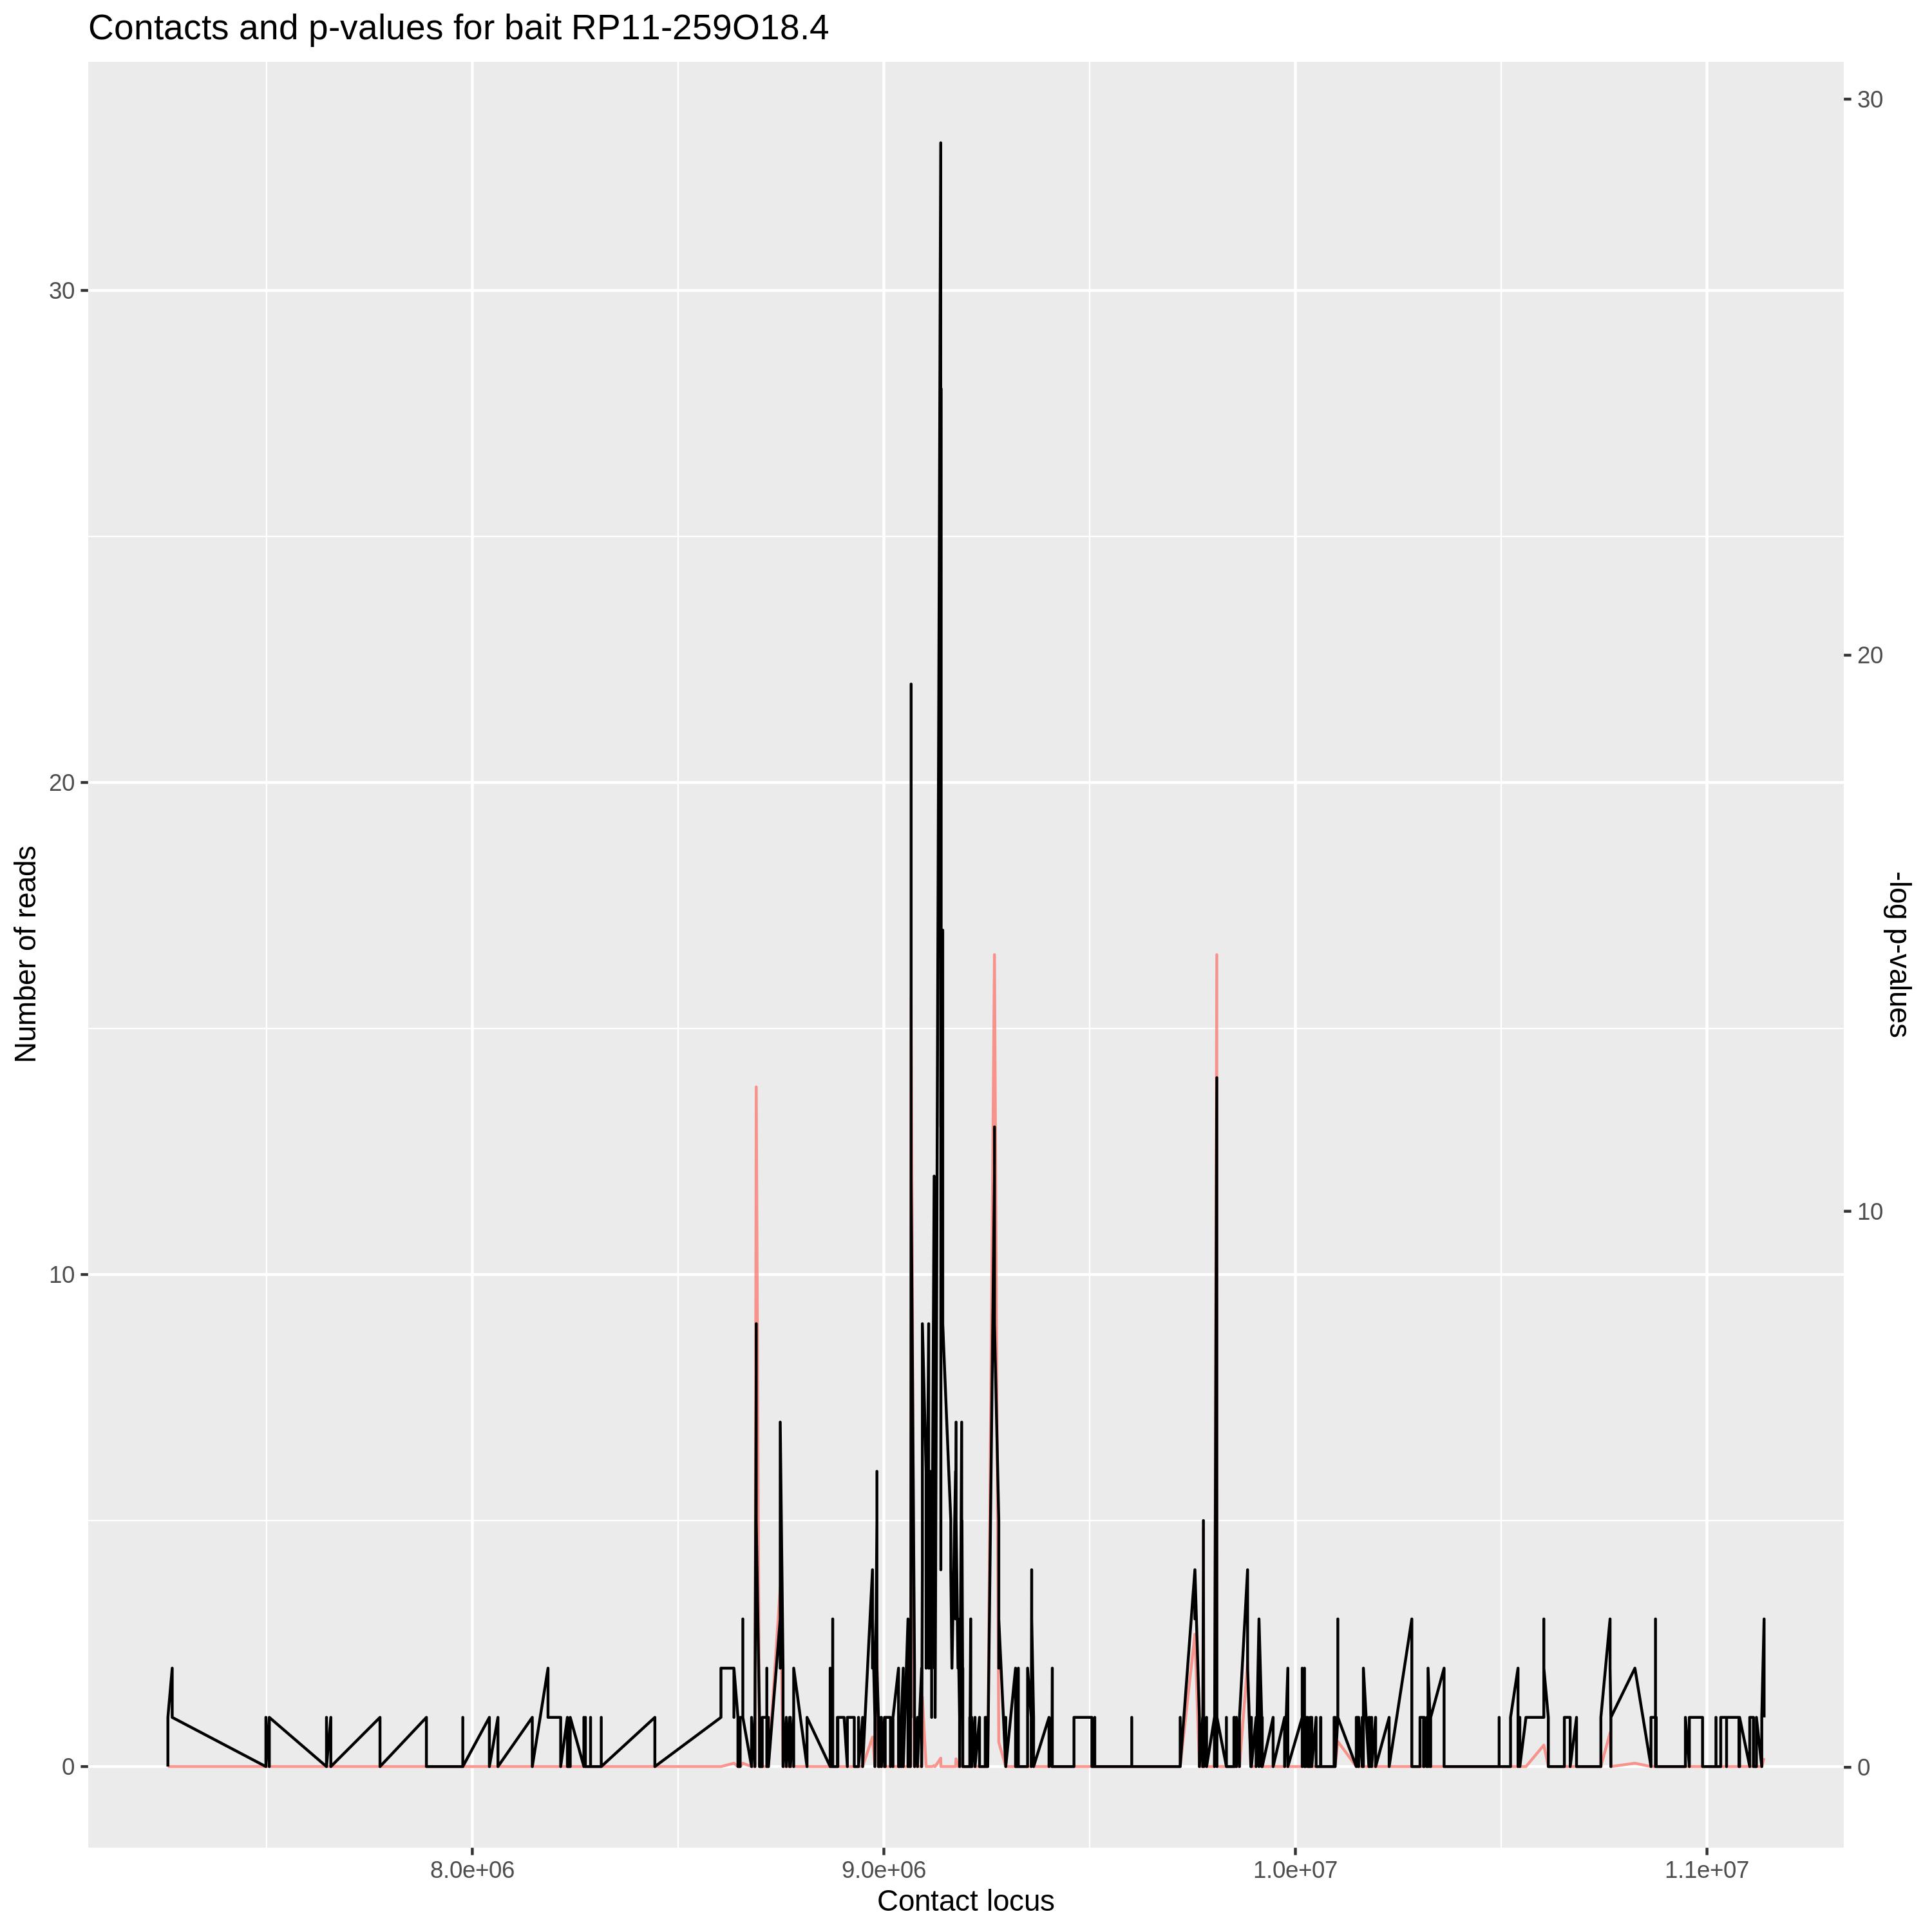 Contacts and p-values for bait RP11-259O18.4
30
20
10
0
Number of reads
30
20
10
0
-log p-values
8.0e+06
9.0e+06
1.0e+07
1.1e+07
Contact locus